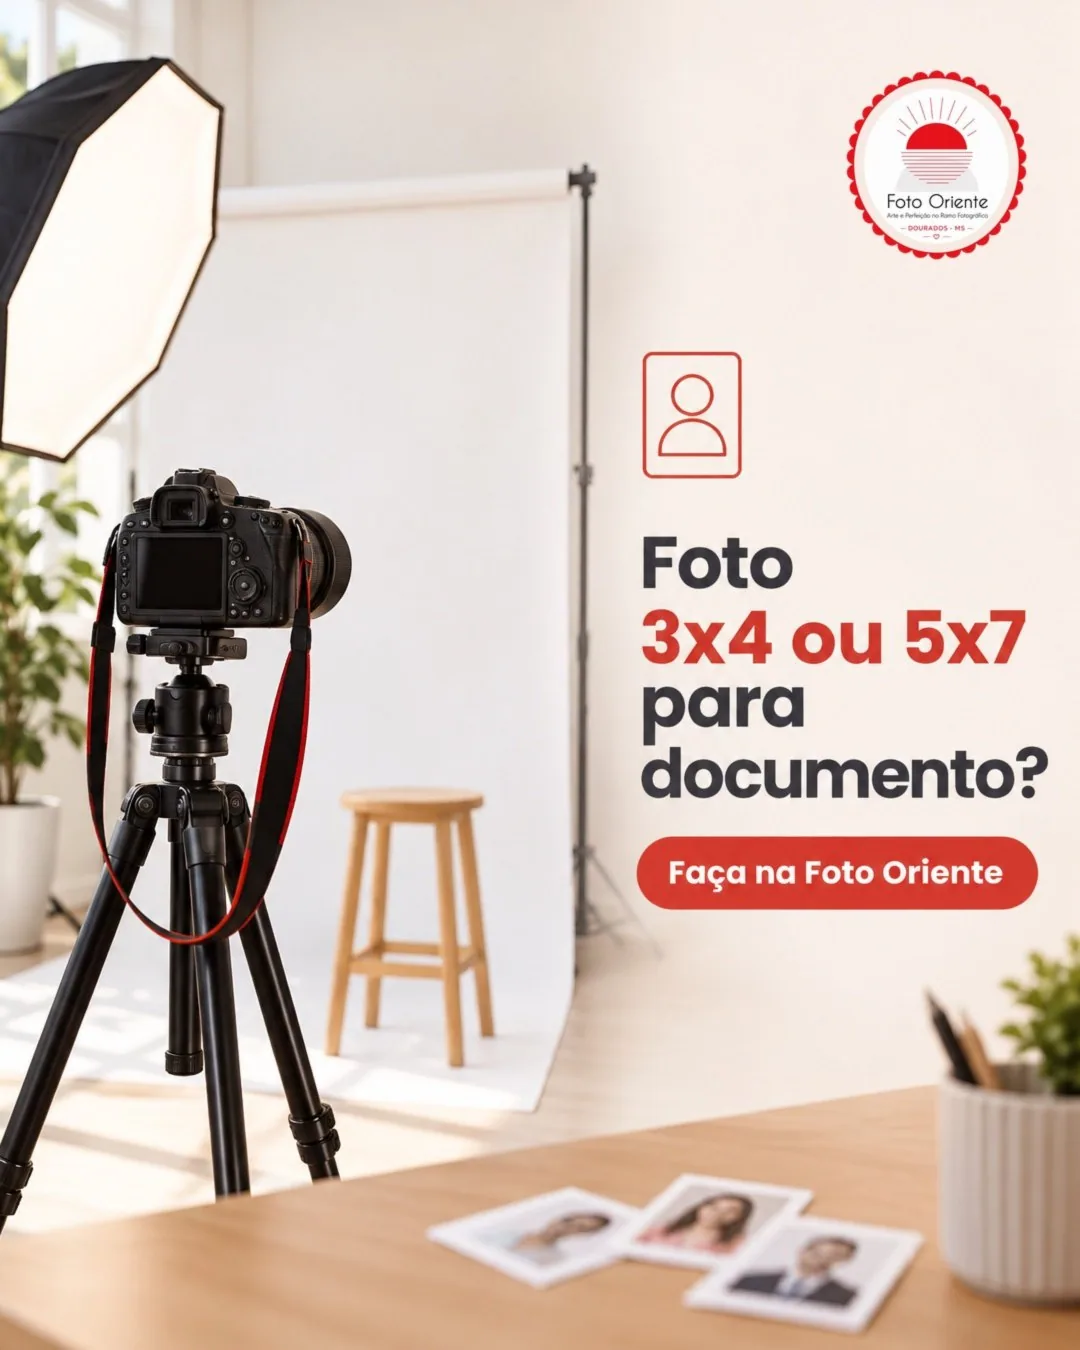 Foto Oriente
Arte e Perfeição no Ramo Fotográfico
DOURADOS - MS
Foto
3x4 ou 5x7
para
documento?
Faça na Foto Oriente